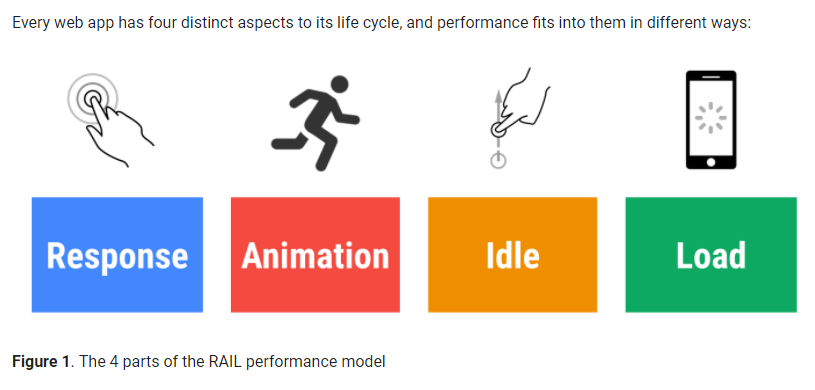 Every web app has four distinct aspects to its life cycle, and performance fits into them in different ways:
Response
Animation
Idle
Load
Figure 1. The 4 parts of the RAIL performance model